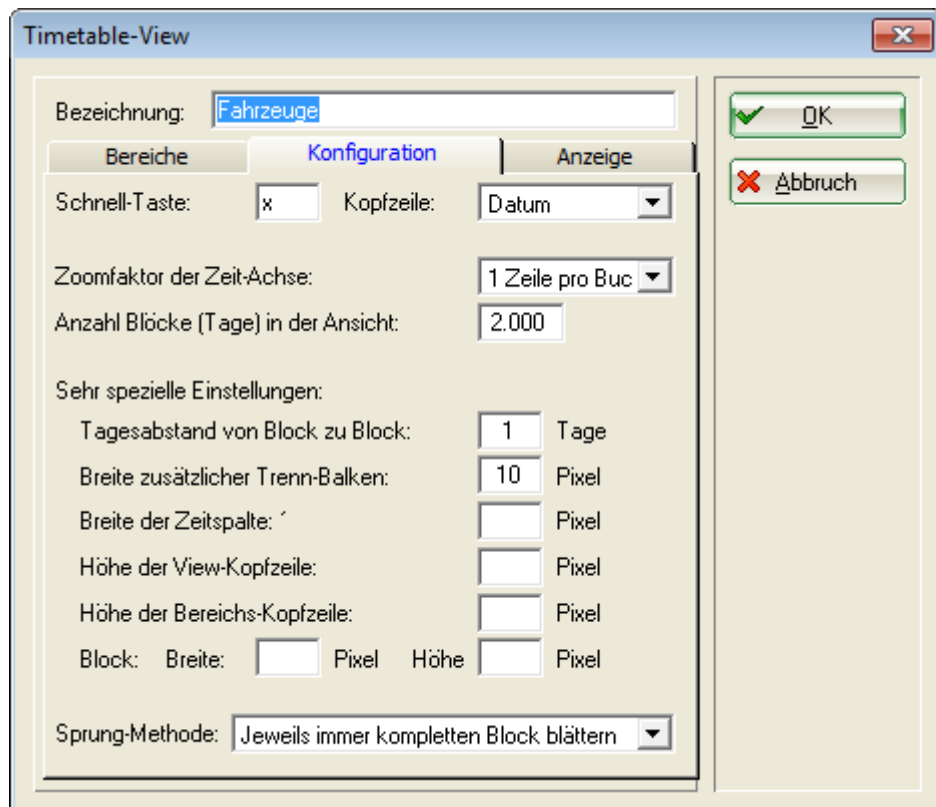 Timetable-View
Bezeichnung: Fahrzeuge
Bereiche Konfiguration Anzeige
Schnell-Taste: x Kopfzeile: Datum
Zoomfaktor der Zeit-Achse: 1 Zeile pro Buc
Anzahl Blöcke (Tage) in der Ansicht: 2.000
Sehr spezielle Einstellungen:
Tagesabstand von Block zu Block: 1 Tage
Breite zusätzlicher Trenn-Balken: 10 Pixel
Breite der Zeitspalte: ´ Pixel
Höhe der View-Kopfzeile: Pixel
Höhe der Bereichs-Kopfzeile: Pixel
Block: Breite: Pixel Höhe Pixel
Sprung-Methode: Jeweils immer kompletten Block blättern
OK
Abbruch